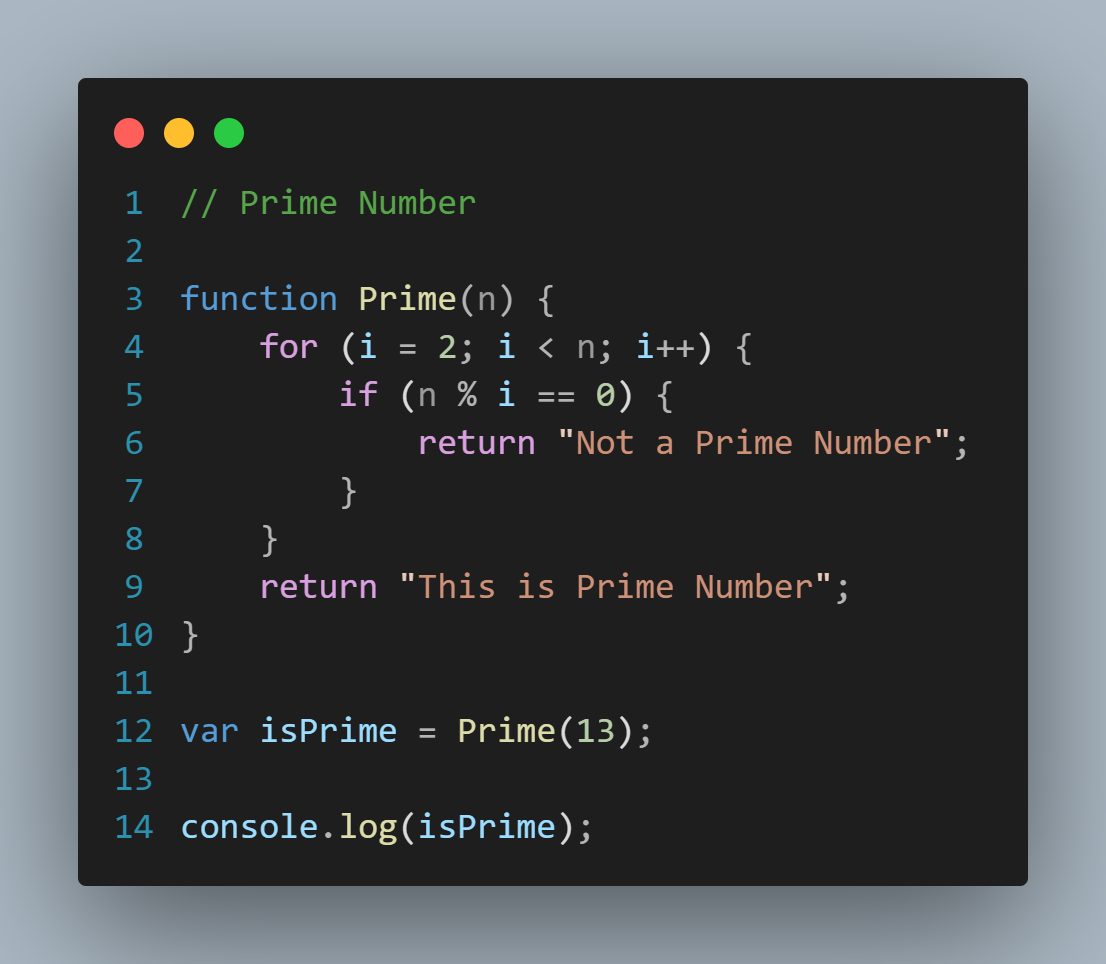 1 // Prime Number
2
3 function Prime(n) {
4     for (i = 2; i < n; i++) {
5         if (n % i == 0) {
6             return "Not a Prime Number";
7         }
8     }
9     return "This is Prime Number";
10 }
11
12 var isPrime = Prime(13);
13
14 console.log(isPrime);